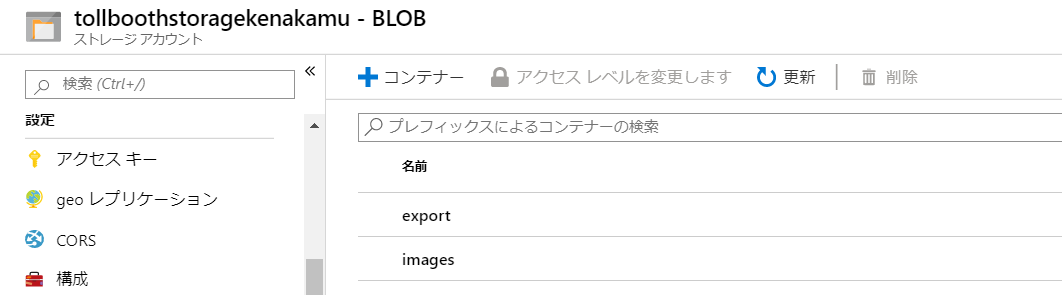 tollboothstoragekenakamu - BLOB
ストレージ アカウント
検索 (Ctrl+/)
«
設定
アクセス キー
geo レプリケーション
CORS
構成
コンテナー アクセス レベルを変更します 更新 削除
プレフィックスによるコンテナーの検索
名前
export
images